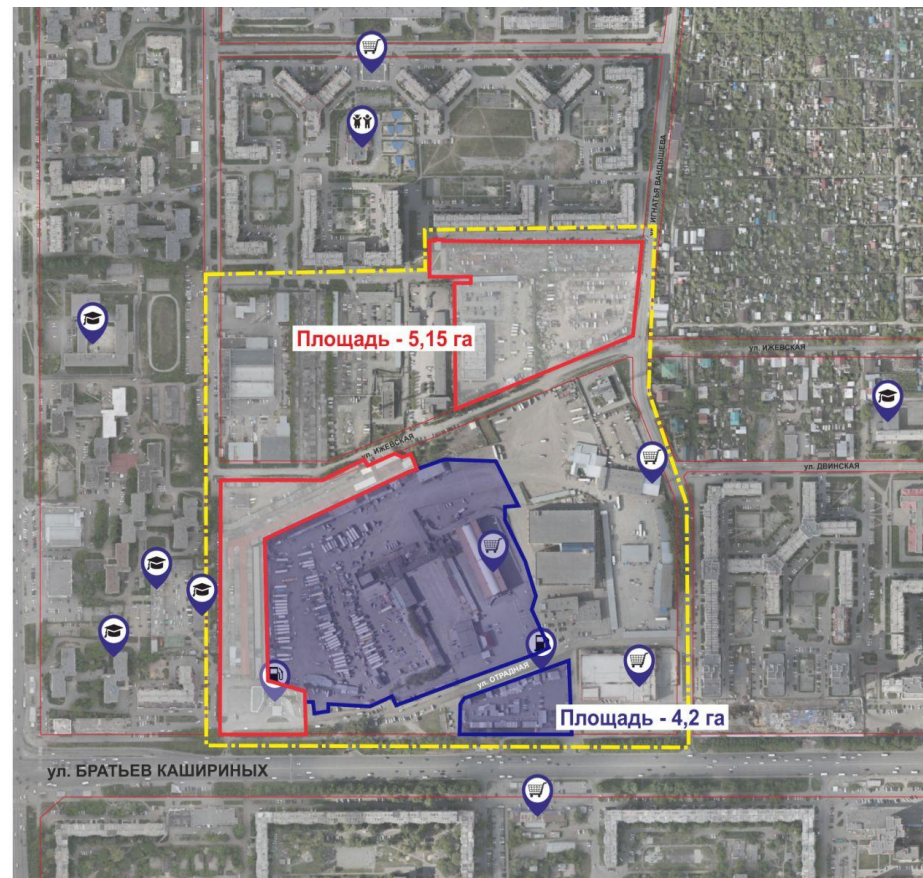 ИГНАТЬЯ ВАНДЫШЕВА
Площадь - 5,15 га
ул. ИЖЕВСКАЯ
ул. ИЖЕВСКАЯ
ул. ДВИНСКАЯ
ул. ОТРАДНАЯ
Площадь - 4,2 га
ул. БРАТЬЕВ КАШИРИНЫХ